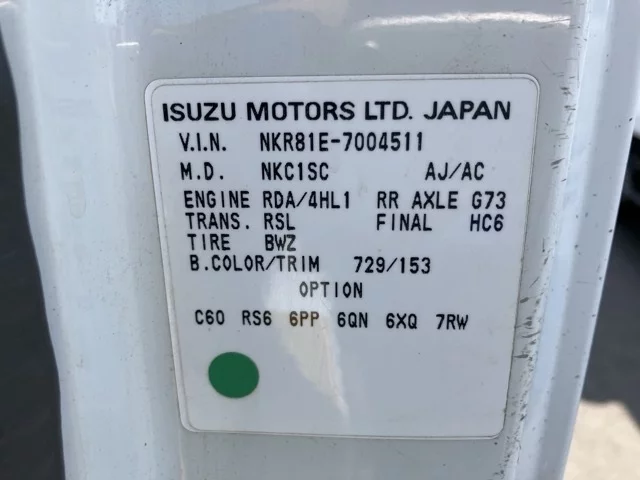 ISUZU MOTORS LTD. JAPAN
V.I.N. NKR81E-7004511
M.D. NKC1SC AJ/AC
ENGINE RDA/4HL1 RR AXLE G73
TRANS. RSL FINAL HC6
TIRE BWZ
B.COLOR/TRIM 729/153
OPTION
C60 RS6 6PP 6QN 6XQ 7RW